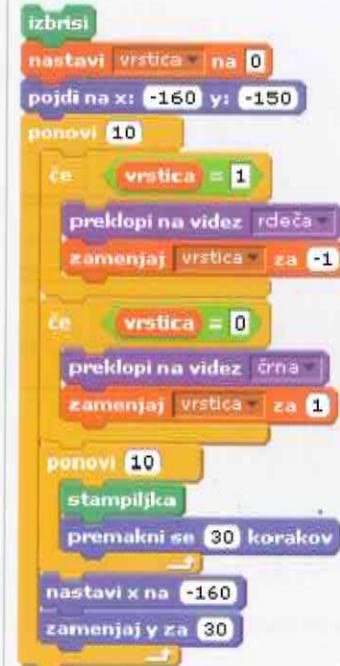 izbrisi
nastavi vrstica na 0
pojdi na x: -160 y: -150
ponovi 10
če vrstica = 1
preklopi na videz rdeča
zamenjaj vrstica za -1
če vrstica = 0
preklopi na videz črna
zamenjaj vrstica za 1
ponovi 10
stampiljka
premakni se 30 korakov
nastavi x na -160
zamenjaj y za 30